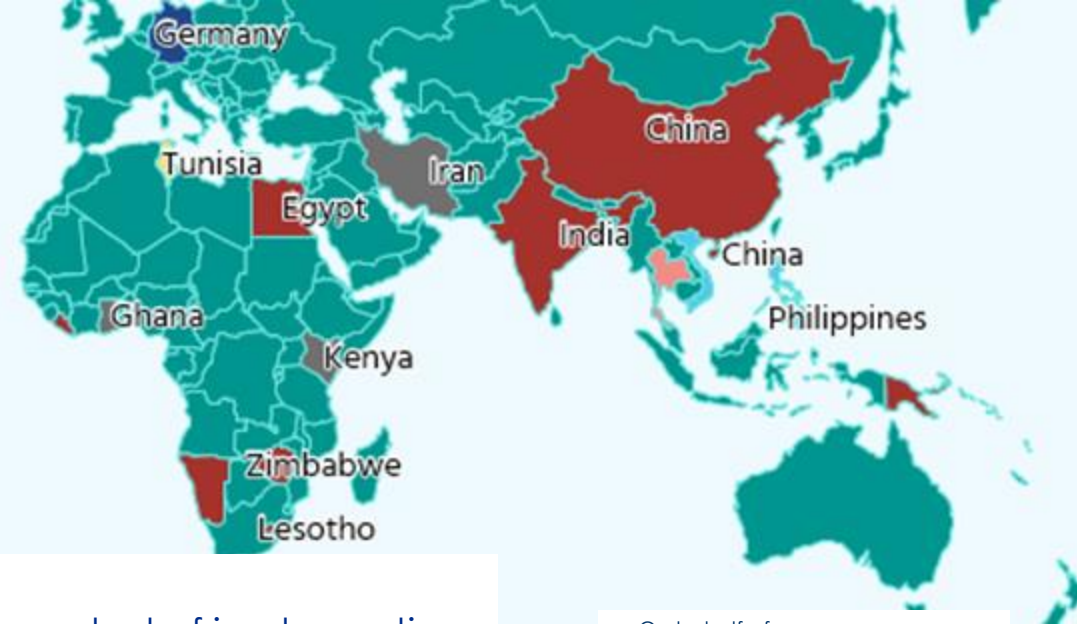 Germany
China
Tunisia
Iran
Egypt
India
China
Ghana
Philippines
Kenya
Zimbabwe
Lesotho